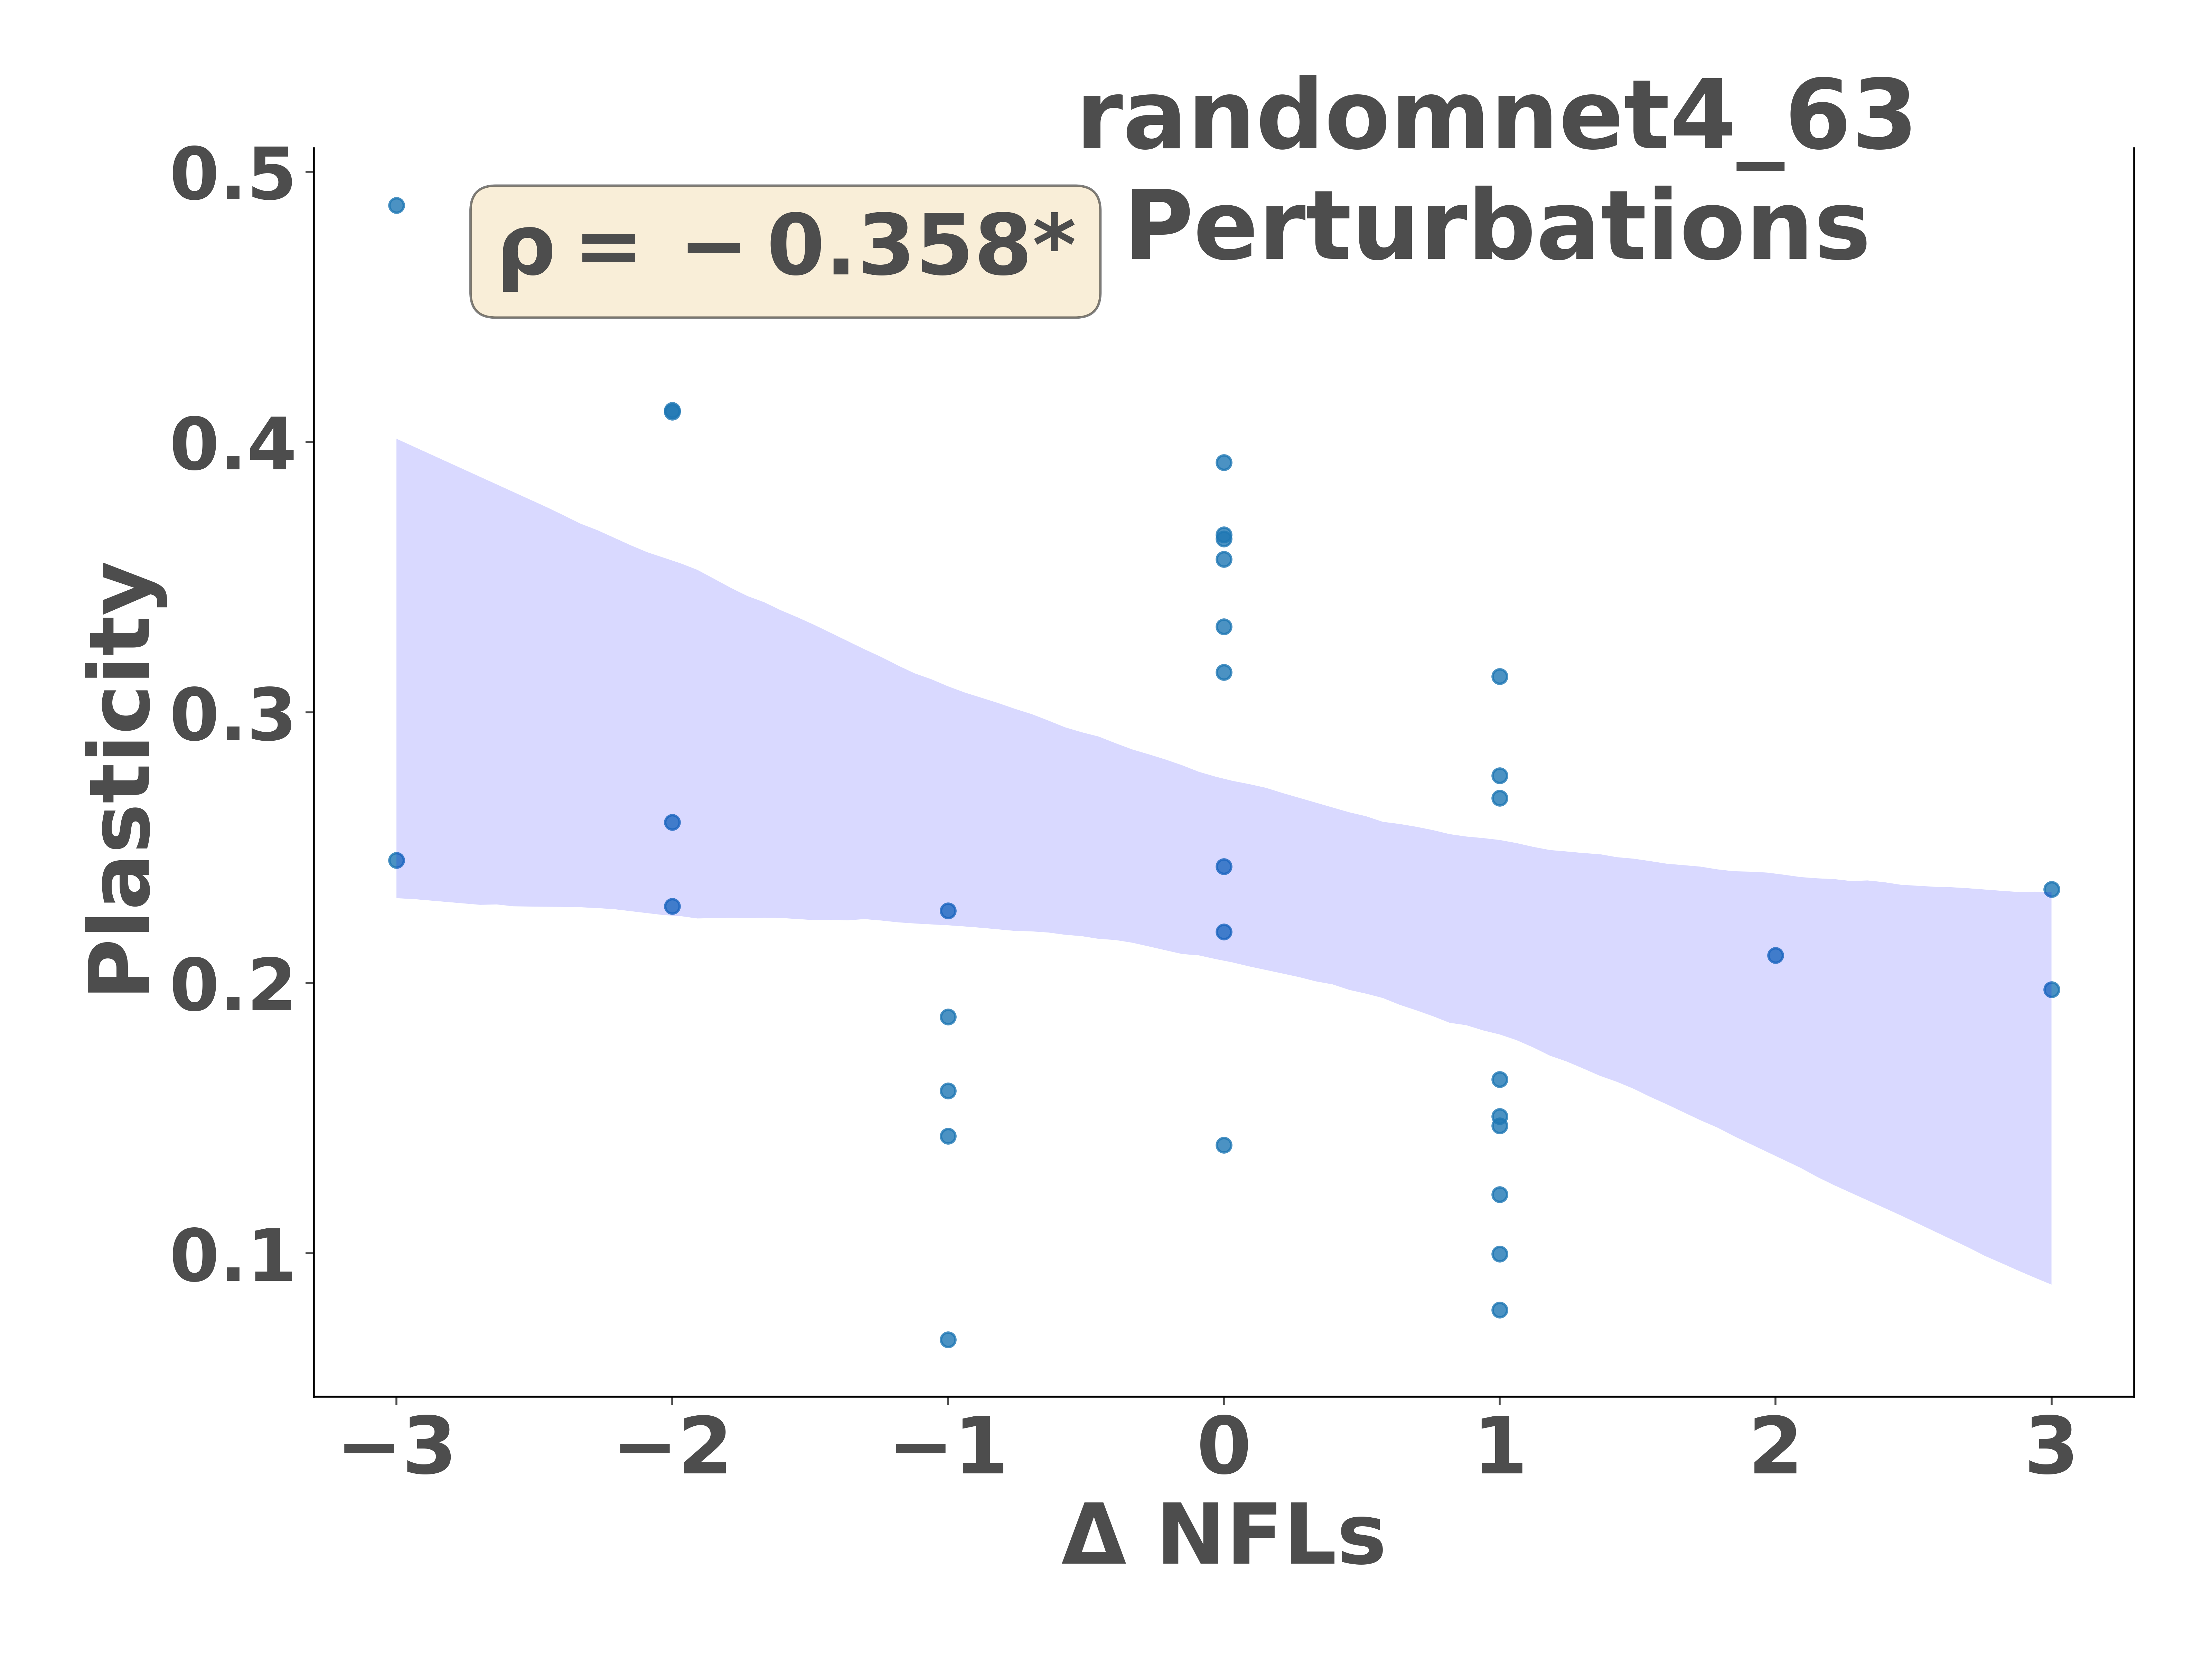 randomnet4_63
Perturbations
ρ = − 0.358*
Plasticity
0.5
0.4
0.3
0.2
0.1
−3 −2 −1 0 1 2 3
Δ NFLs